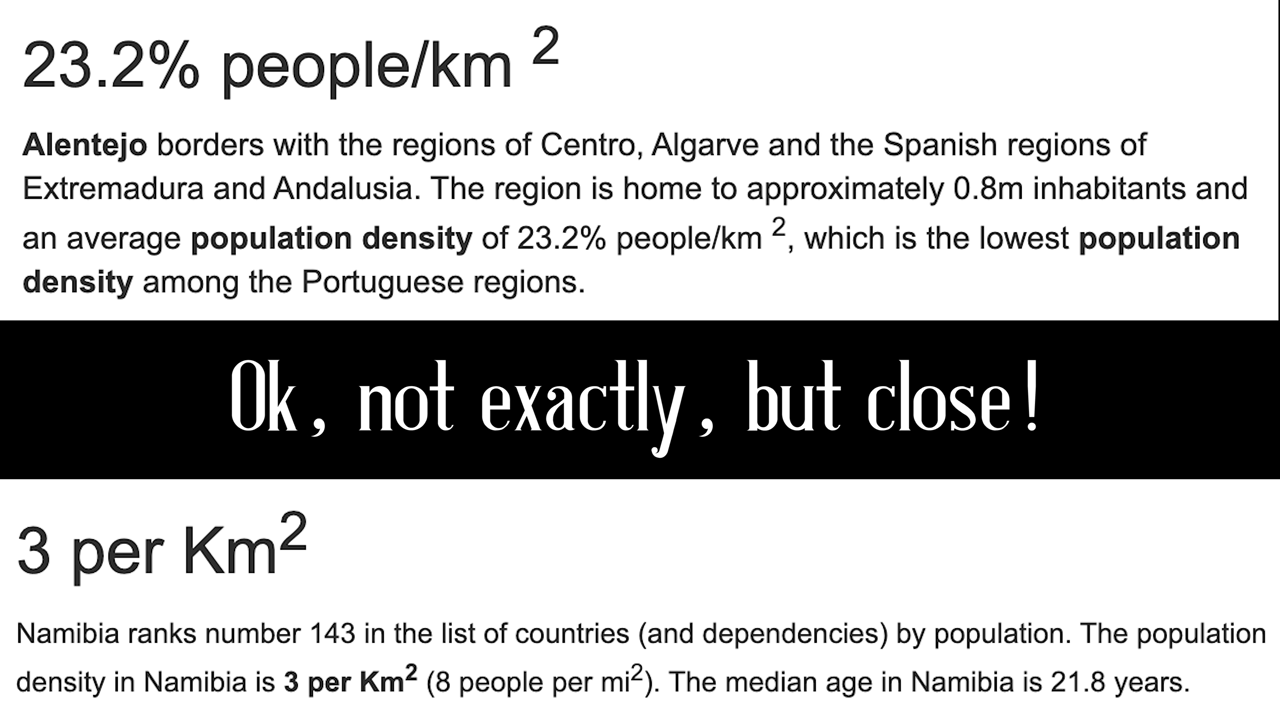 23.2% people/km ²
Alentejo borders with the regions of Centro, Algarve and the Spanish regions of
Extremadura and Andalusia. The region is home to approximately 0.8m inhabitants and
an average population density of 23.2% people/km ², which is the lowest population
density among the Portuguese regions.
Ok, not exactly, but close!
3 per Km²
Namibia ranks number 143 in the list of countries (and dependencies) by population. The population
density in Namibia is 3 per Km² (8 people per mi²). The median age in Namibia is 21.8 years.